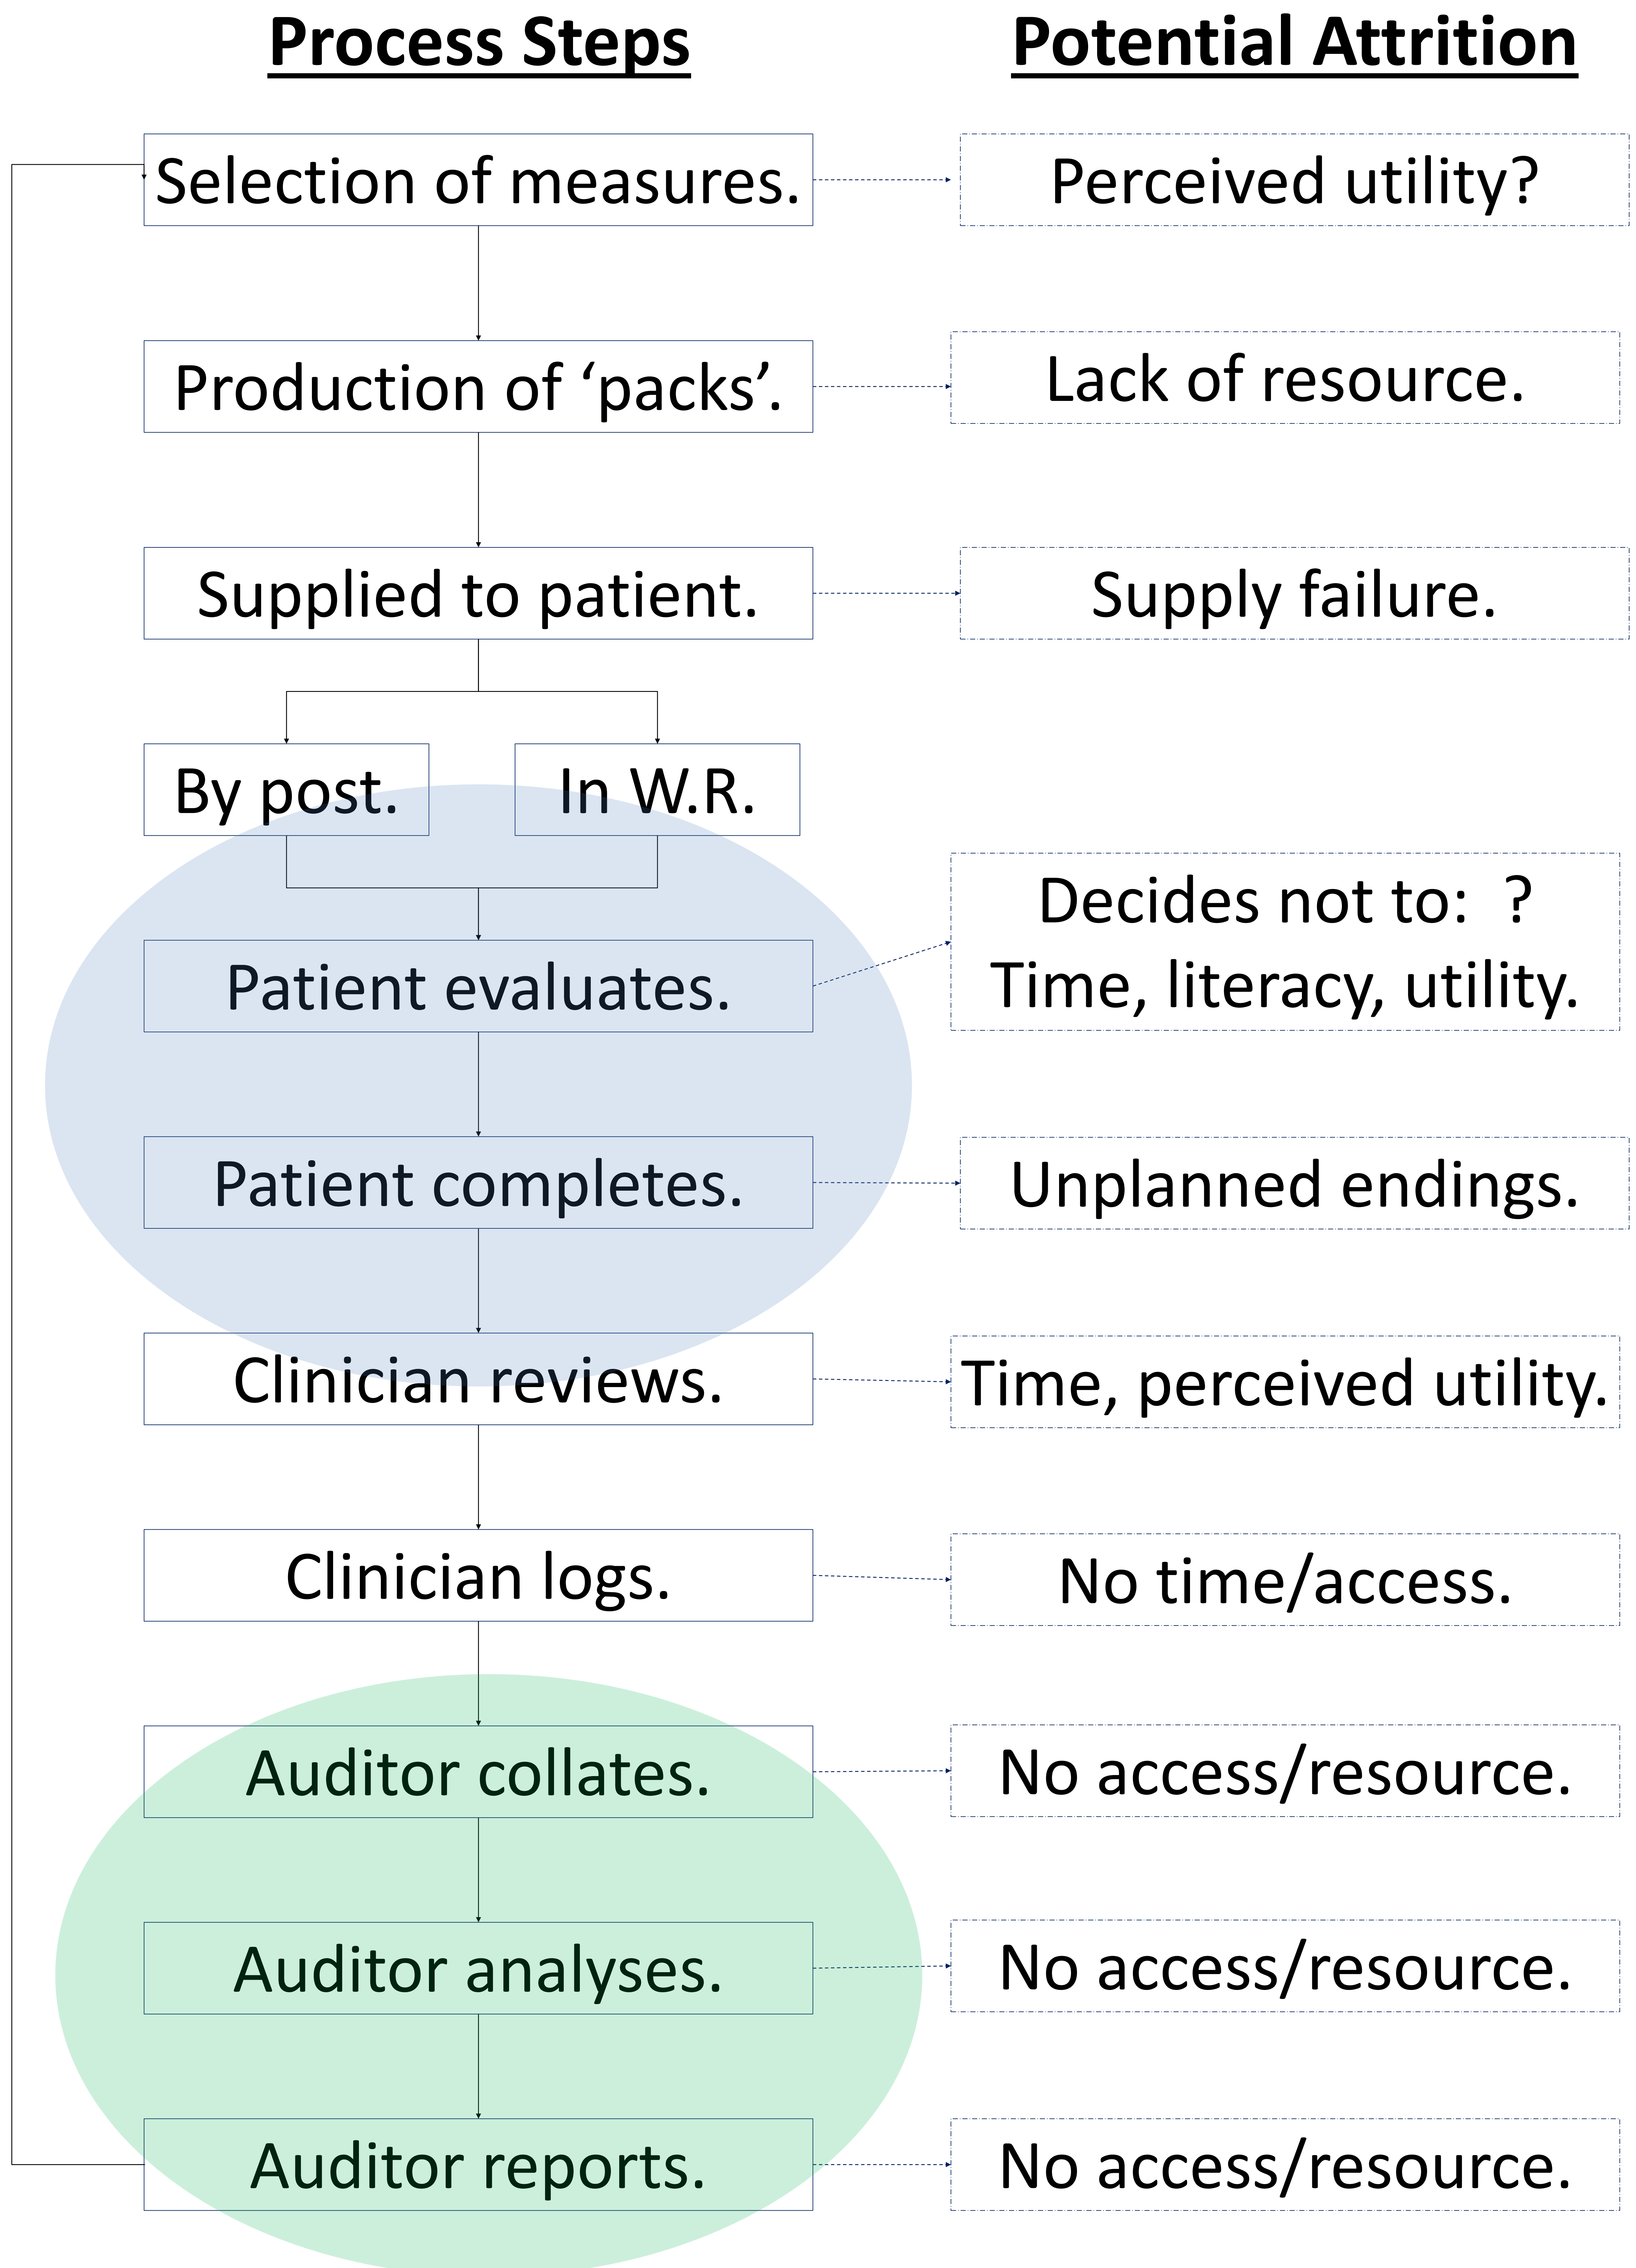 Process Steps
Potential Attrition
Selection of measures.
Perceived utility?
Production of ‘packs’.
Lack of resource.
Supplied to patient.
Supply failure.
By post.
In W.R.
Decides not to:  ?
Time, literacy, utility.
Patient evaluates.
Patient completes.
Unplanned endings.
Clinician reviews.
Time, perceived utility.
Clinician logs.
No time/access.
Auditor collates.
No access/resource.
Auditor analyses.
No access/resource.
Auditor reports.
No access/resource.